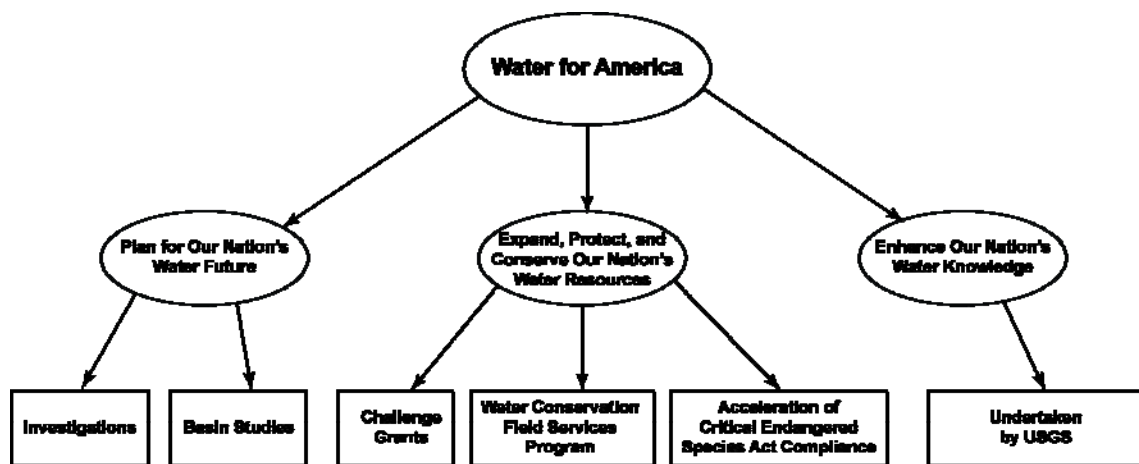 Water for America
Plan for Our Nation's
Water Future
Expand, Protect, and
Conserve Our Nation's
Water Resources
Enhance Our Nation's
Water Knowledge
Investigations
Basin Studies
Challenge
Grants
Water Conservation
Field Services
Program
Acceleration of
Critical Endangered
Species Act Compliance
Undertaken
by USGS